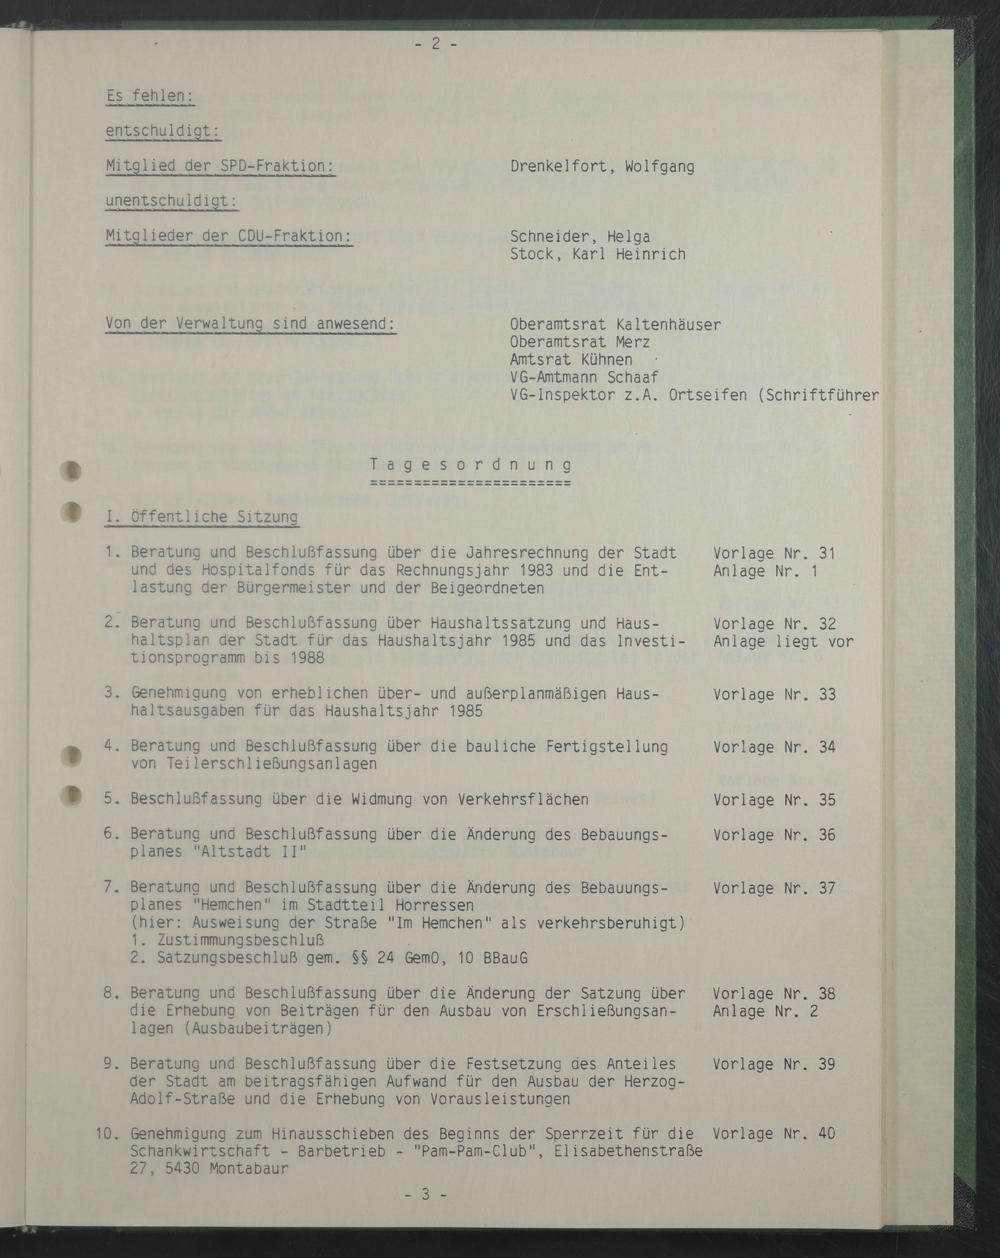 - 2 -
Es fehlen:
entschuldigt:
Mitglied der SPD-Fraktion: Drenkelfort, Wolfgang
unentschuldigt:
Mitglieder der CDU-Fraktion: Schneider, Helga
Stock, Karl Heinrich
Von der Verwaltung sind anwesend: Oberamtsrat Kaltenhäuser
Oberamtsrat Merz
Amtsrat Kühnen
VG-Amtmann Schaaf
VG-Inspektor z.A. Ortseifen (Schriftführer
T a g e s o r d n u n g
=======================
I. Öffentliche Sitzung
1. Beratung und Beschlußfassung über die Jahresrechnung der Stadt Vorlage Nr. 31
und des Hospitalfonds für das Rechnungsjahr 1983 und die Ent- Anlage Nr. 1
lastung der Bürgermeister und der Beigeordneten
2. Beratung und Beschlußfassung über Haushaltssatzung und Haus- Vorlage Nr. 32
haltsplan der Stadt für das Haushaltsjahr 1985 und das Investi- Anlage liegt vor
tionsprogramm bis 1988
3. Genehmigung von erheblichen über- und außerplanmäßigen Haus- Vorlage Nr. 33
haltsausgaben für das Haushaltsjahr 1985
4. Beratung und Beschlußfassung über die bauliche Fertigstellung Vorlage Nr. 34
von Teilerschließungsanlagen
5. Beschlußfassung über die Widmung von Verkehrsflächen Vorlage Nr. 35
6. Beratung und Beschlußfassung über die Änderung des Bebauungs- Vorlage Nr. 36
planes "Altstadt II"
7. Beratung und Beschlußfassung über die Änderung des Bebauungs- Vorlage Nr. 37
planes "Hemchen" im Stadtteil Horressen
(hier: Ausweisung der Straße "Im Hemchen" als verkehrsberuhigt)
1. Zustimmungsbeschluß
2. Satzungsbeschluß gem. §§ 24 GemO, 10 BBauG
8. Beratung und Beschlußfassung über die Änderung der Satzung über Vorlage Nr. 38
die Erhebung von Beiträgen für den Ausbau von Erschließungsan- Anlage Nr. 2
lagen (Ausbaubeiträgen)
9. Beratung und Beschlußfassung über die Festsetzung des Anteiles Vorlage Nr. 39
der Stadt am beitragsfähigen Aufwand für den Ausbau der Herzog-
Adolf-Straße und die Erhebung von Vorausleistungen
10. Genehmigung zum Hinausschieben des Beginns der Sperrzeit für die Vorlage Nr. 40
Schankwirtschaft - Barbetrieb - "Pam-Pam-Club", Elisabethenstraße
27, 5430 Montabaur
- 3 -